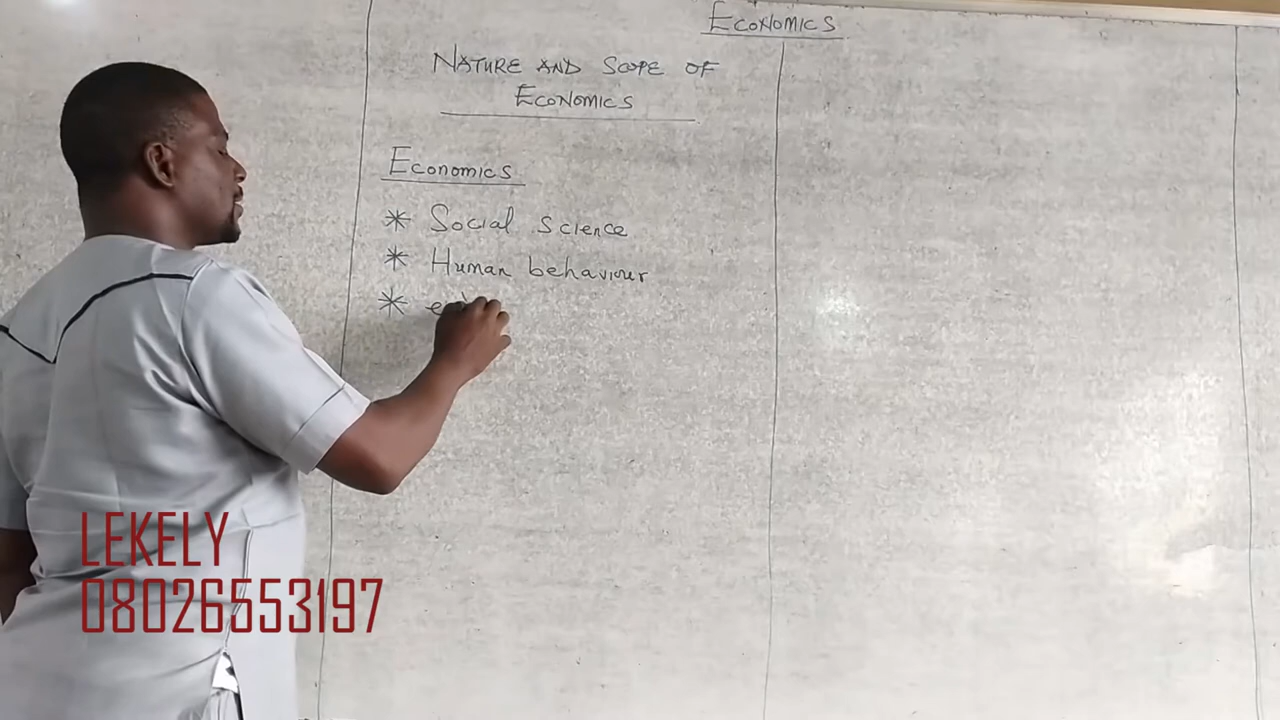 ECONOMICS
NATURE AND SCOPE OF
ECONOMICS
Economics
* Social Science
* Human behaviour
*
LEKELY
08026553197